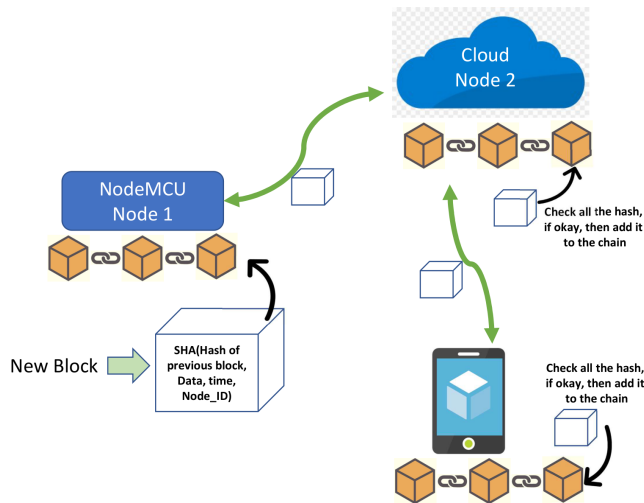 Cloud
Node 2
NodeMCU
Node 1
Check all the hash,
if okay, then add it
to the chain
New Block
SHA(Hash of
previous block,
Data, time,
Node_ID)
Check all the hash,
if okay, then add it
to the chain